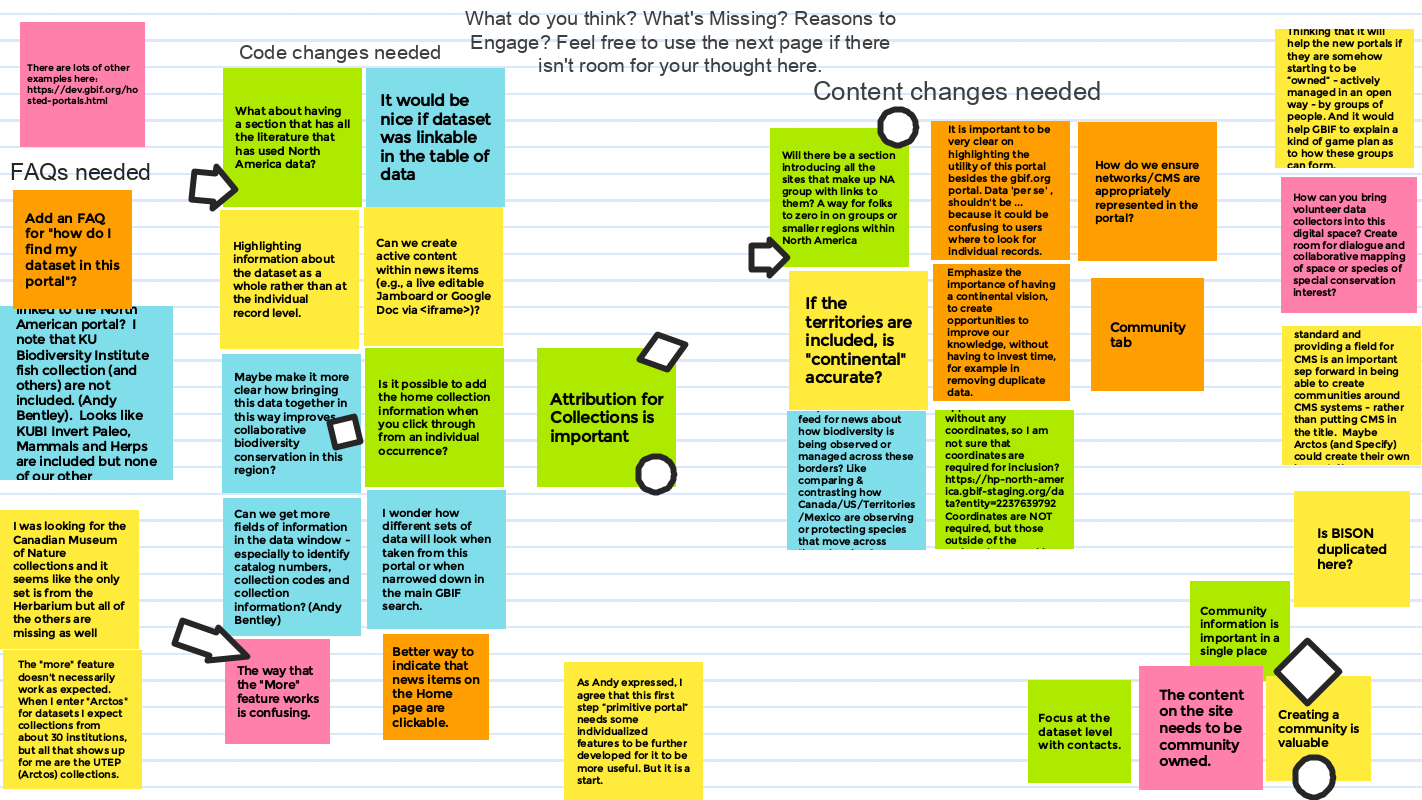 What do you think? What's Missing? Reasons to
Engage? Feel free to use the next page if there
isn't room for your thought here.
There are lots of other
examples here:
https://dev.gbif.org/ho
sted-portals.html
FAQs needed
Add an FAQ
for "how do I
find my
dataset in this
portal"?
linked to the North
American portal? I
note that KU
Biodiversity Institute
fish collection (and
others) are not
included. (Andy
Bentley). Looks like
KUBI Invert Paleo,
Mammals and Herps
are included but none
of our other
I was looking for the
Canadian Museum
of Nature
collections and it
seems like the only
set is from the
Herbarium but all of
the others are
missing as well
The "more" feature
doesn't necessarily
work as expected.
When I enter "Arctos"
for datasets I expect
collections from
about 30 institutions,
but all that shows up
for me are the UTEP
(Arctos) collections.
Code changes needed
What about having
a section that has all
the literature that
has used North
America data?
It would be
nice if dataset
was linkable
in the table of
data
Highlighting
information about
the dataset as a
whole rather than at
the individual
record level.
Can we create
active content
within news items
(e.g., a live editable
Jamboard or Google
Doc via <iframe>)?
Maybe make it more
clear how bringing
this data together in
this way improves
collaborative
biodiversity
conservation in this
region?
Is it possible to add
the home collection
information when
you click through
from an individual
occurrence?
Can we get more
fields of information
in the data window -
especially to identify
catalog numbers,
collection codes and
collection
information? (Andy
Bentley)
I wonder how
different sets of
data will look when
taken from this
portal or when
narrowed down in
the main GBIF
search.
The way that
the "More"
feature works
is confusing.
Better way to
indicate that
news items on
the Home
page are
clickable.
Attribution for
Collections is
important
As Andy expressed, I
agree that this first
step "primitive portal"
needs some
individualized
features to be further
developed for it to be
more useful. But it is a
start.
Content changes needed
Will there be a section
introducing all the
sites that make up NA
group with links to
them? A way for folks
to zero in on groups or
smaller regions within
North America
It is important to be
very clear on
highlighting the
utility of this portal
besides the gbif.org
portal. Data 'per se' ,
shouldn't be ...
because it could be
confusing to users
where to look for
individual records.
How do we ensure
networks/CMS are
appropriately
represented in the
portal?
If the
territories are
included, is
"continental"
accurate?
Emphasize the
importance of having
a continental vision,
to create
opportunities to
improve our
knowledge, without
having to invest time,
for example in
removing duplicate
data.
Community
tab
feed for news about
how biodiversity is
being observed or
managed across these
borders? Like
comparing &
contrasting how
Canada/US/Territories
/Mexico are observing
or protecting species
that move across
without any
coordinates, so I am
not sure that
coordinates are
required for inclusion?
https://hp-north-amer
ica.gbif-staging.org/da
ta?entity=2237639792
Coordinates are NOT
required, but those
outside of the
Thinking that it will
help the new portals if
they are somehow
starting to be
"owned" - actively
managed in an open
way - by groups of
people. And it would
help GBIF to explain a
kind of game plan as
to how these groups
can form.
How can you bring
volunteer data
collectors into this
digital space? Create
room for dialogue and
collaborative mapping
of space or species of
special conservation
interest?
standard and
providing a field for
CMS is an important
sep forward in being
able to create
communities around
CMS systems - rather
than putting CMS in
the title. Maybe
Arctos (and Specify)
could create their own
Is BISON
duplicated
here?
Community
information is
important in a
single place
Focus at the
dataset level
with contacts.
The content
on the site
needs to be
community
owned.
Creating a
community is
valuable